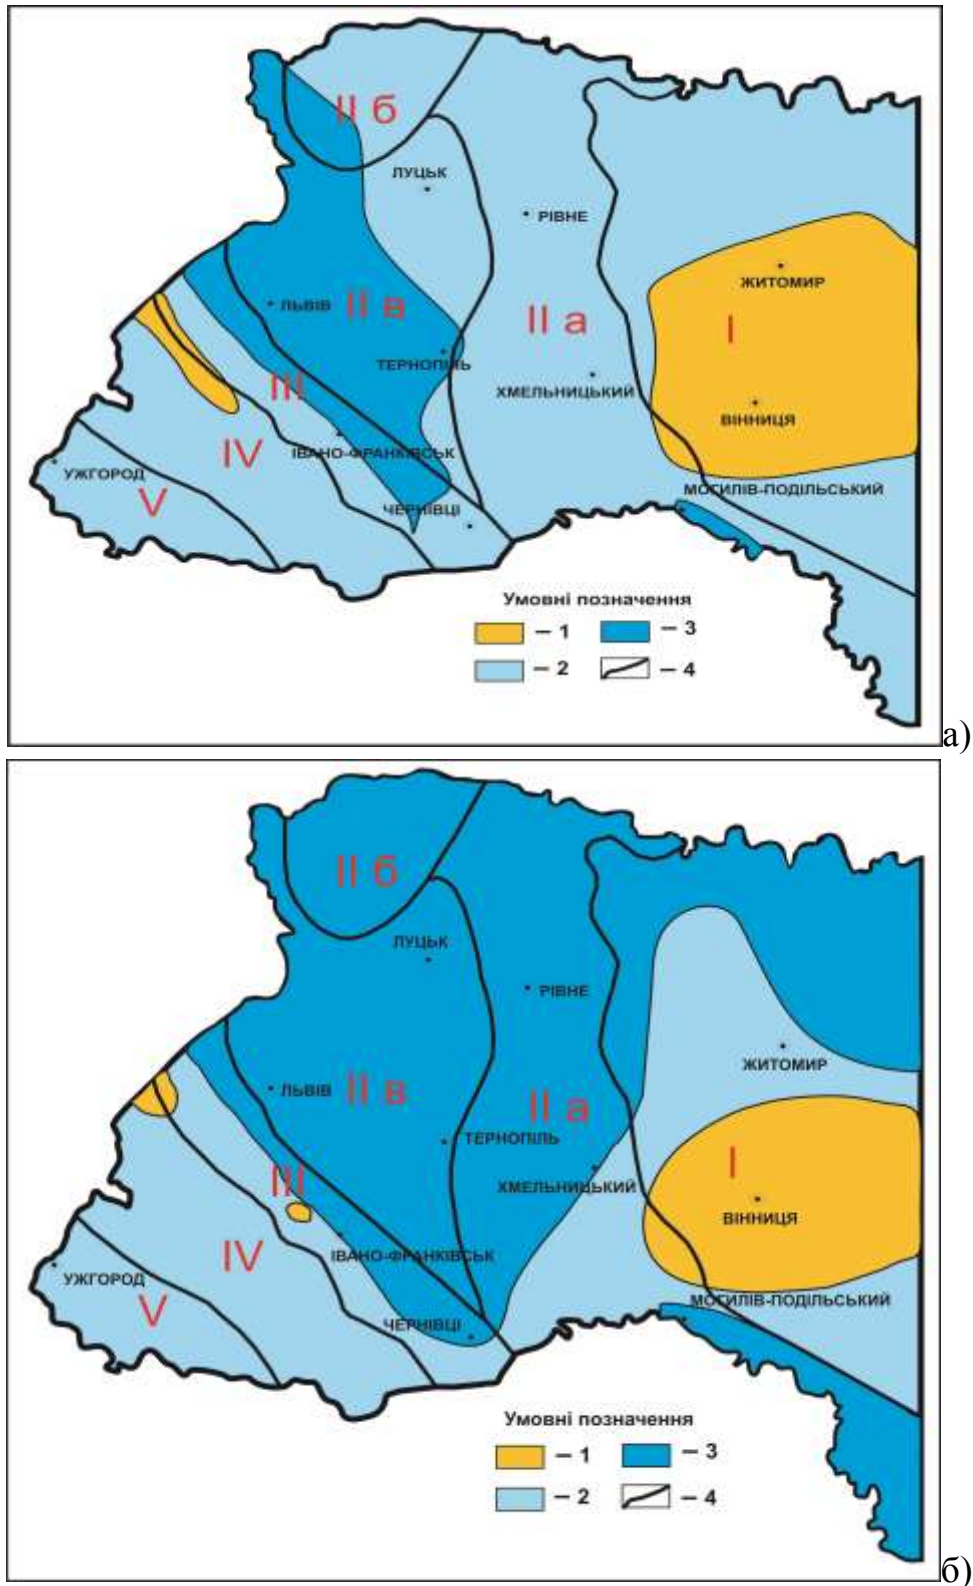 II б
ЛУЦЬК
РІВНЕ
ЖИТОМИР
ЛЬВІВ
II в
II а
I
ТЕРНОПІЛЬ
ХМЕЛЬНИЦЬКИЙ
III
ВІННИЦЯ
ІВАНО-ФРАНКІВСЬК
IV
УЖГОРОД
V
МОГИЛІВ-ПОДІЛЬСЬКИЙ
ЧЕРНІВЦІ
Умовні позначення
– 1
– 3
– 2
– 4
а)
II б
ЛУЦЬК
РІВНЕ
ЖИТОМИР
ЛЬВІВ
II в
II а
ТЕРНОПІЛЬ
I
III
ХМЕЛЬНИЦЬКИЙ
ВІННИЦЯ
IV
ІВАНО-ФРАНКІВСЬК
УЖГОРОД
V
МОГИЛІВ-ПОДІЛЬСЬКИЙ
ЧЕРНІВЦІ
Умовні позначення
– 1
– 3
– 2
– 4
б)